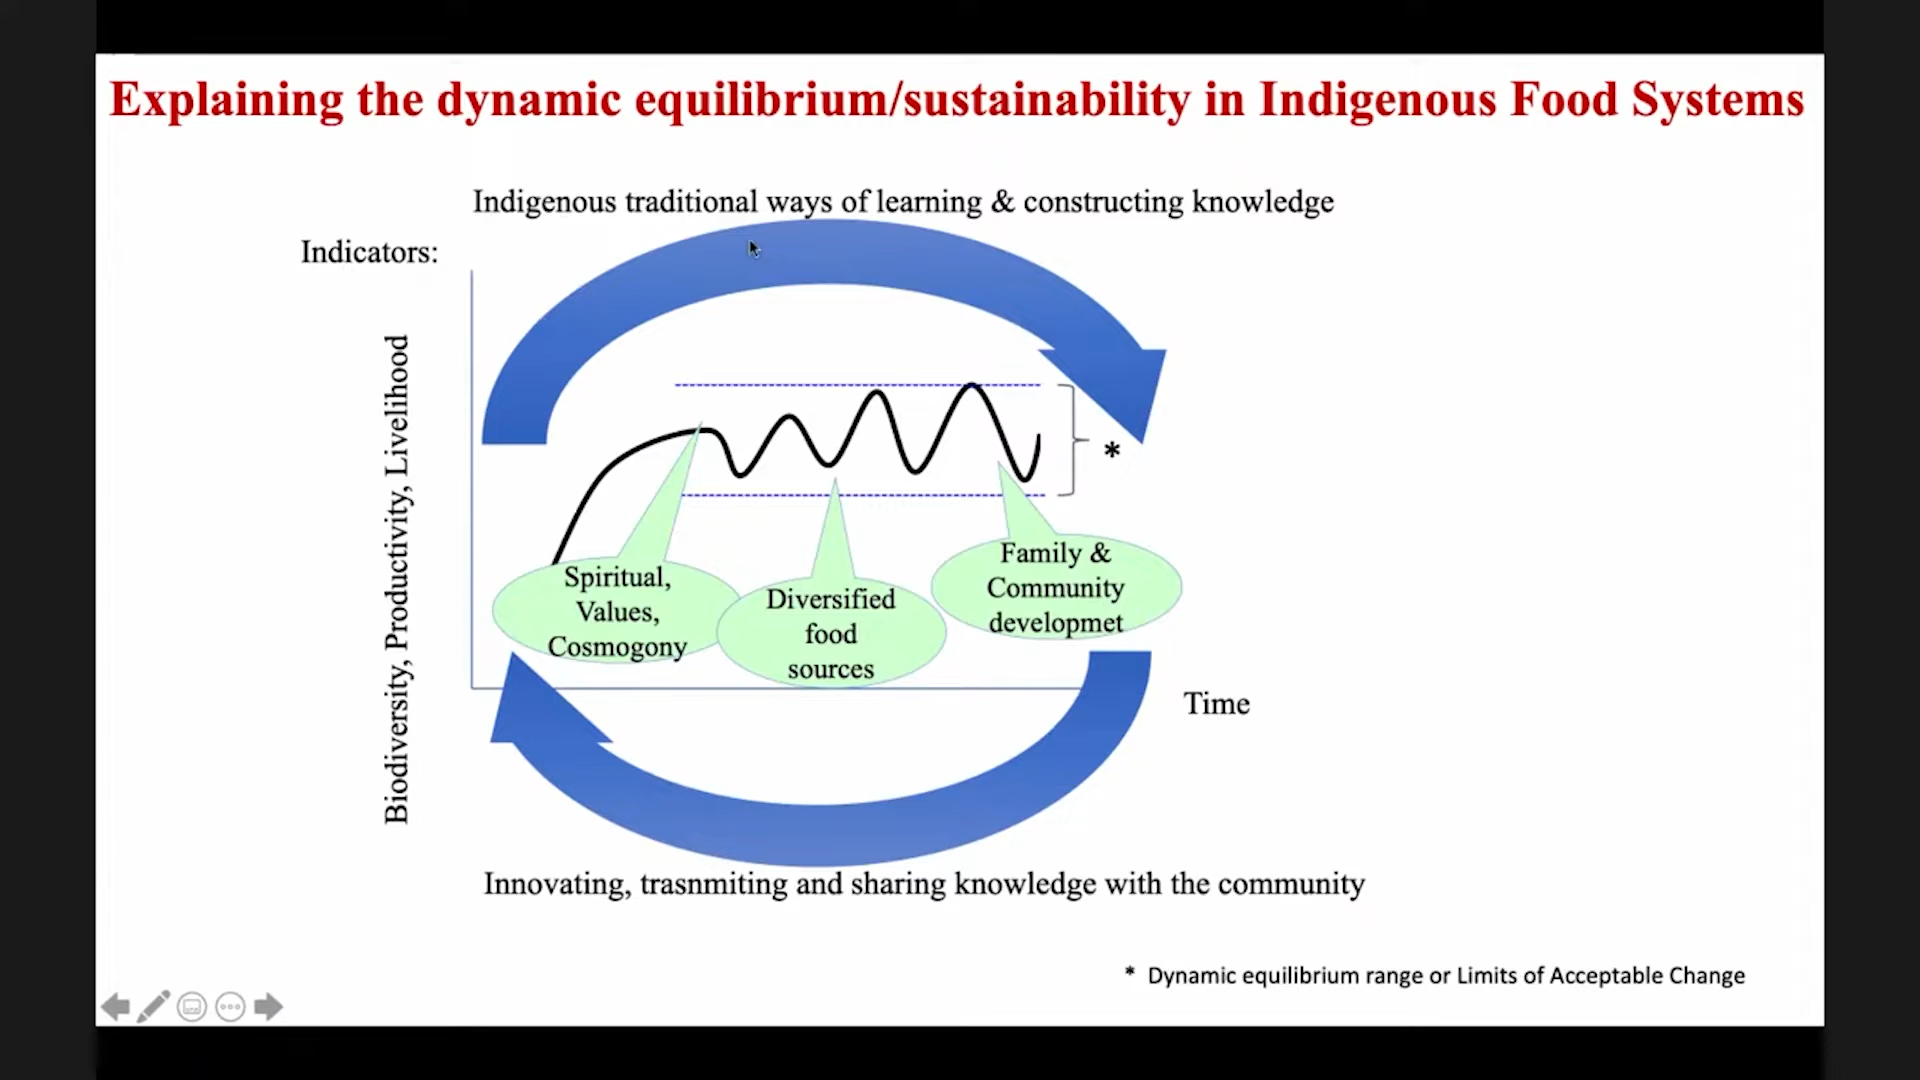 Explaining the dynamic equilibrium/sustainability in Indigenous Food Systems
Indigenous traditional ways of learning & constructing knowledge
Indicators:
Biodiversity, Productivity, Livelihood
*
Spiritual,
Values,
Cosmogony
Diversified
food
sources
Family &
Community
developmet
Time
Innovating, trasnmiting and sharing knowledge with the community
* Dynamic equilibrium range or Limits of Acceptable Change